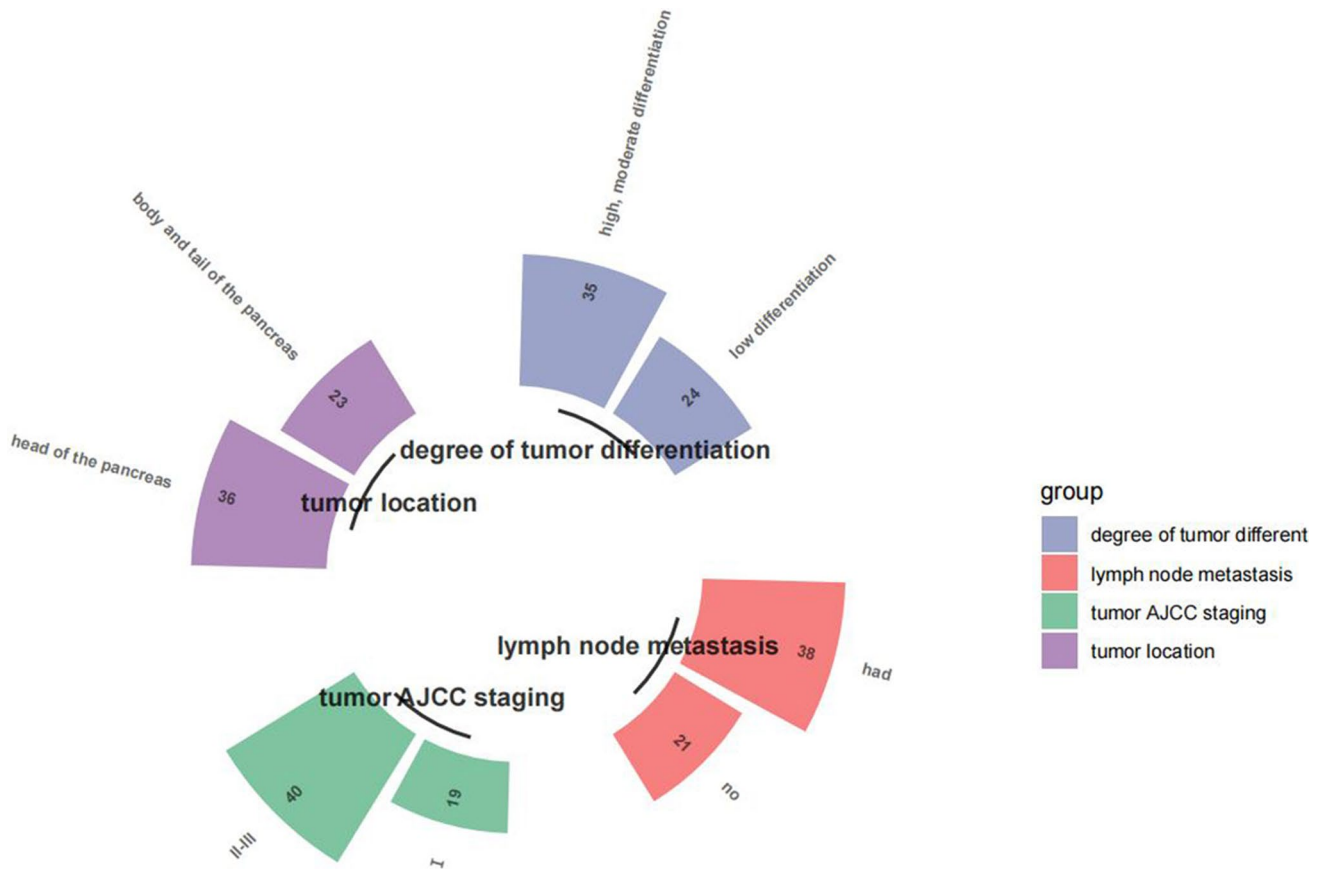 high, moderate differentiation
body and tail of the pancreas
35
low differentiation
23
24
head of the pancreas
degree of tumor differentiation
36
tumor location
group
degree of tumor different
lymph node metastasis
tumor AJCC staging
tumor location
lymph node metastasis
38
had
tumor AJCC staging
21
no
40
19
II-III
I